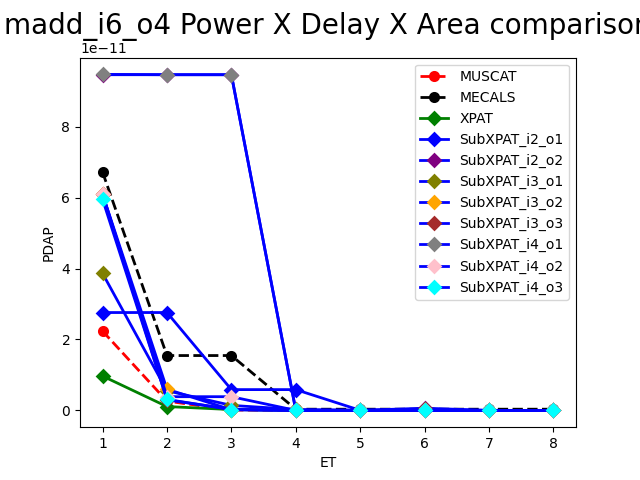 madd_i6_o4 Power X Delay X Area comparison
1e−11
MUSCAT
MECALS
XPAT
SubXPAT_i2_o1
SubXPAT_i2_o2
SubXPAT_i3_o1
SubXPAT_i3_o2
SubXPAT_i3_o3
SubXPAT_i4_o1
SubXPAT_i4_o2
SubXPAT_i4_o3
PDAP
8
6
4
2
0
1 2 3 4 5 6 7 8
ET